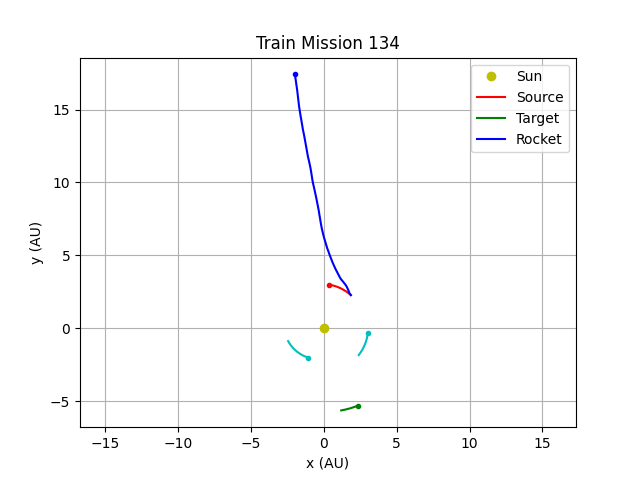 Train Mission 134
Sun
Source
Target
Rocket
y (AU)
15
10
5
0
−5
−15
−10
−5
0
5
10
15
x (AU)